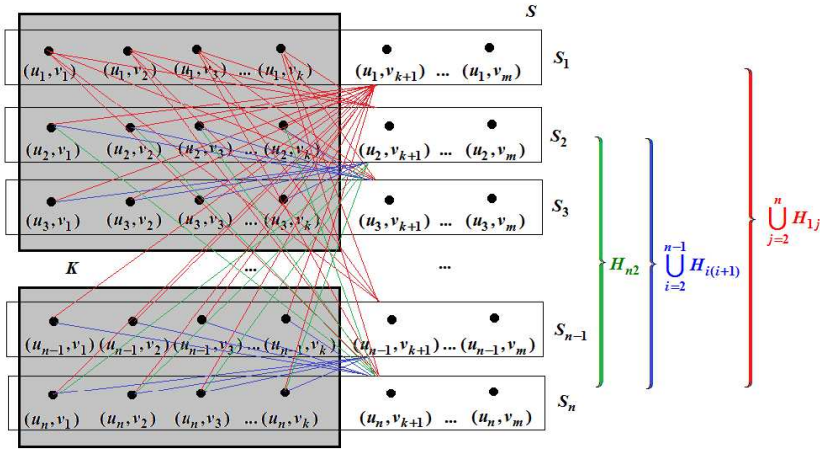 S
(u₁,v₁) (u₁,v₂) (u₁,v₃) ... (u₁,vₖ) (u₁,vₖ₊₁) ... (u₁,vₘ) S₁
(u₂,v₁) (u₂,v₂) (u₂,v₃) ... (u₂,vₖ) (u₂,vₖ₊₁) ... (u₂,vₘ) S₂
(u₃,v₁) (u₃,v₂) (u₃,v₃) ... (u₃,vₖ) (u₃,vₖ₊₁) ... (u₃,vₘ) S₃
K ... ...
(uₙ₋₁,v₁) (uₙ₋₁,v₂) (uₙ₋₁,v₃) ... (uₙ₋₁,vₖ) (uₙ₋₁,vₖ₊₁) ... (uₙ₋₁,vₘ) Sₙ₋₁
(uₙ,v₁) (uₙ,v₂) (uₙ,v₃) ... (uₙ,vₖ) (uₙ,vₖ₊₁) ... (uₙ,vₘ) Sₙ
Hₙ₂
n-1
⋃ Hᵢ₍ᵢ₊₁₎
i=2
n
⋃ H₁ⱼ
j=2